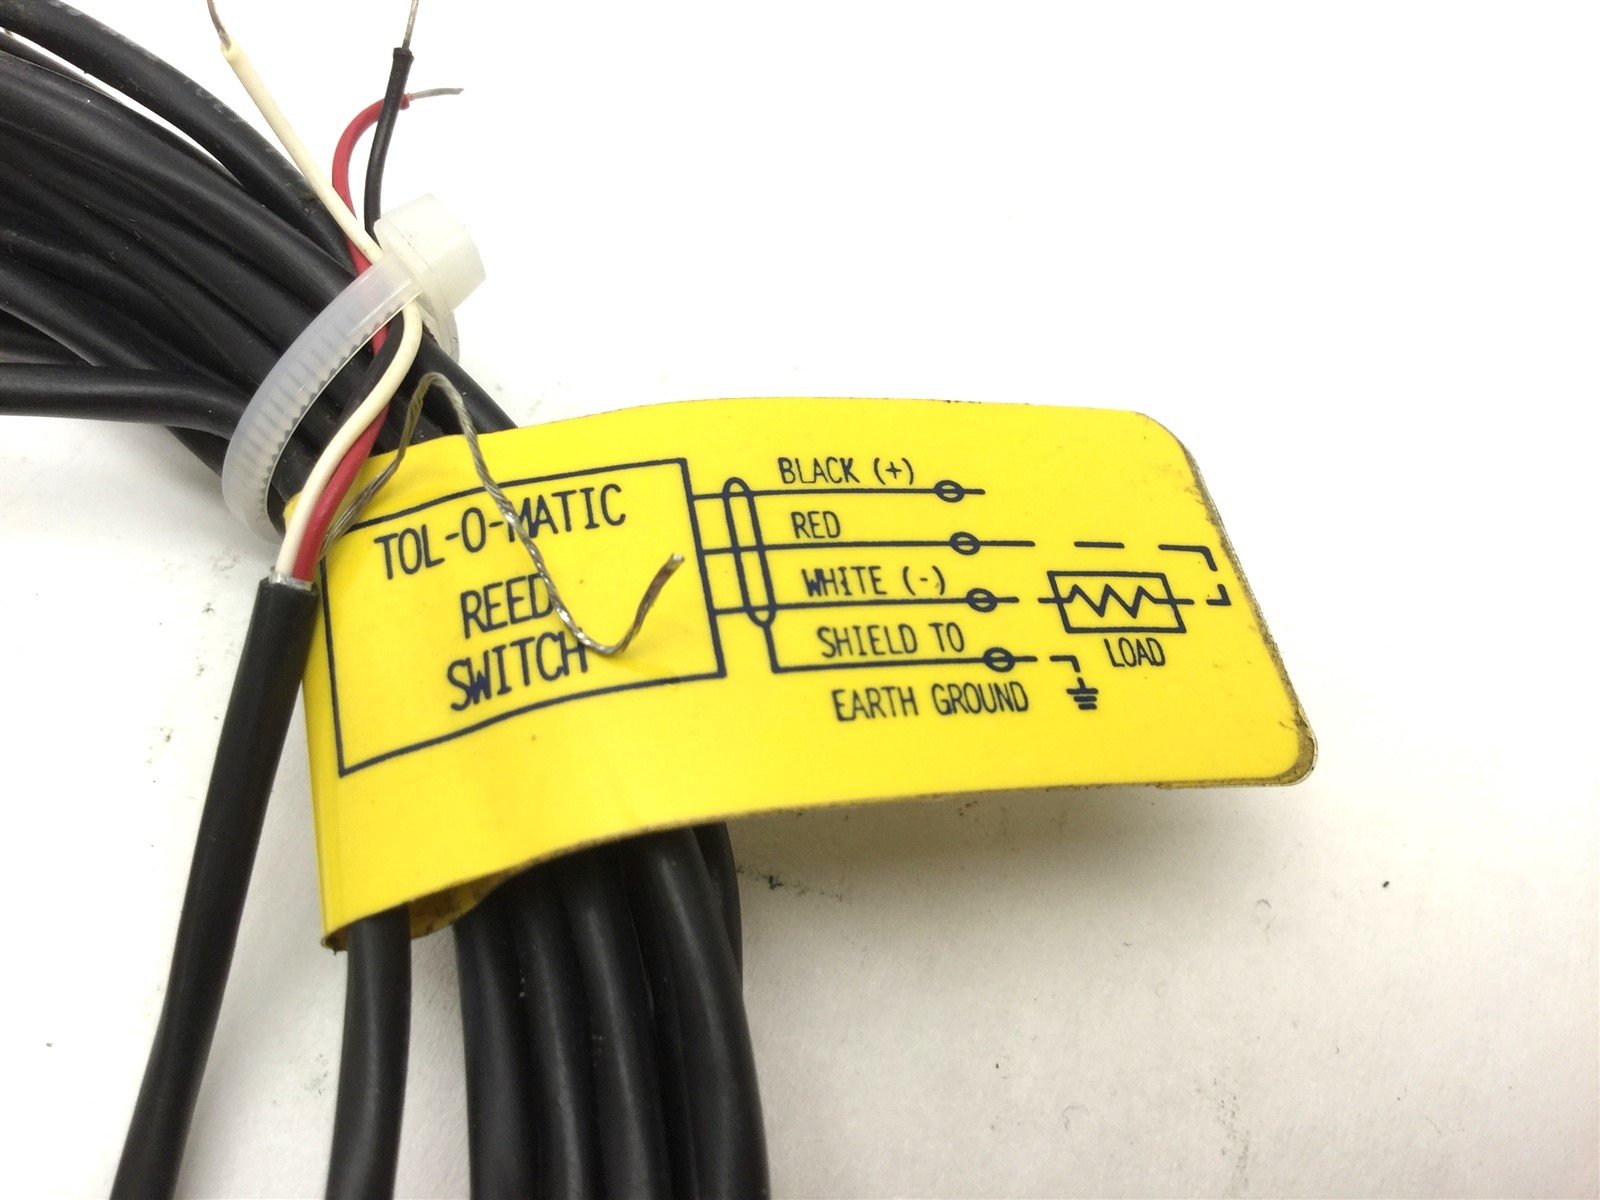 TOL-O-MATIC
REED
SWITCH
BLACK (+)
RED
WHITE (-)
SHIELD TO
EARTH GROUND
LOAD